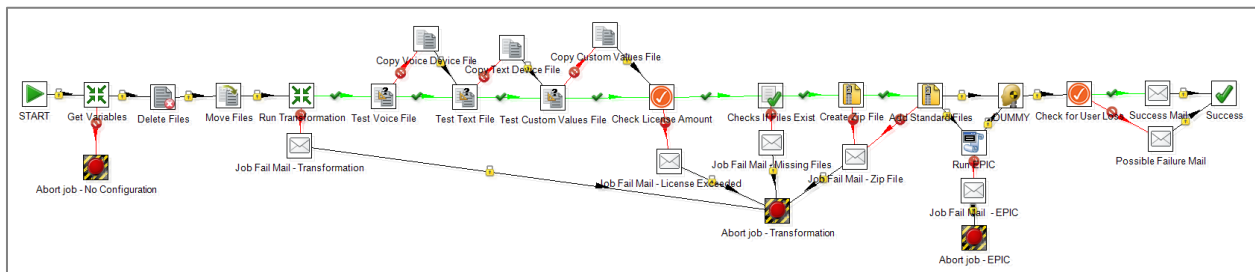 Copy Voice Device File
Copy Text Device File
Copy Custom Values File
START
Get Variables
Delete Files
Move Files
Run Transformation
Test Voice File
Test Text File
Test Custom Values File
Check License Amount
Checks If Files Exist
Create Zip File
Add Standard Files
DUMMY
Check for User Loss
Success Mail
Success
Abort job - No Configuration
Job Fail Mail - Transformation
Job Fail Mail - License Exceeded
Job Fail Mail - Missing Files
Job Fail Mail - Zip File
Run EPIC
Possible Failure Mail
Job Fail Mail - EPIC
Abort job - Transformation
Abort job - EPIC